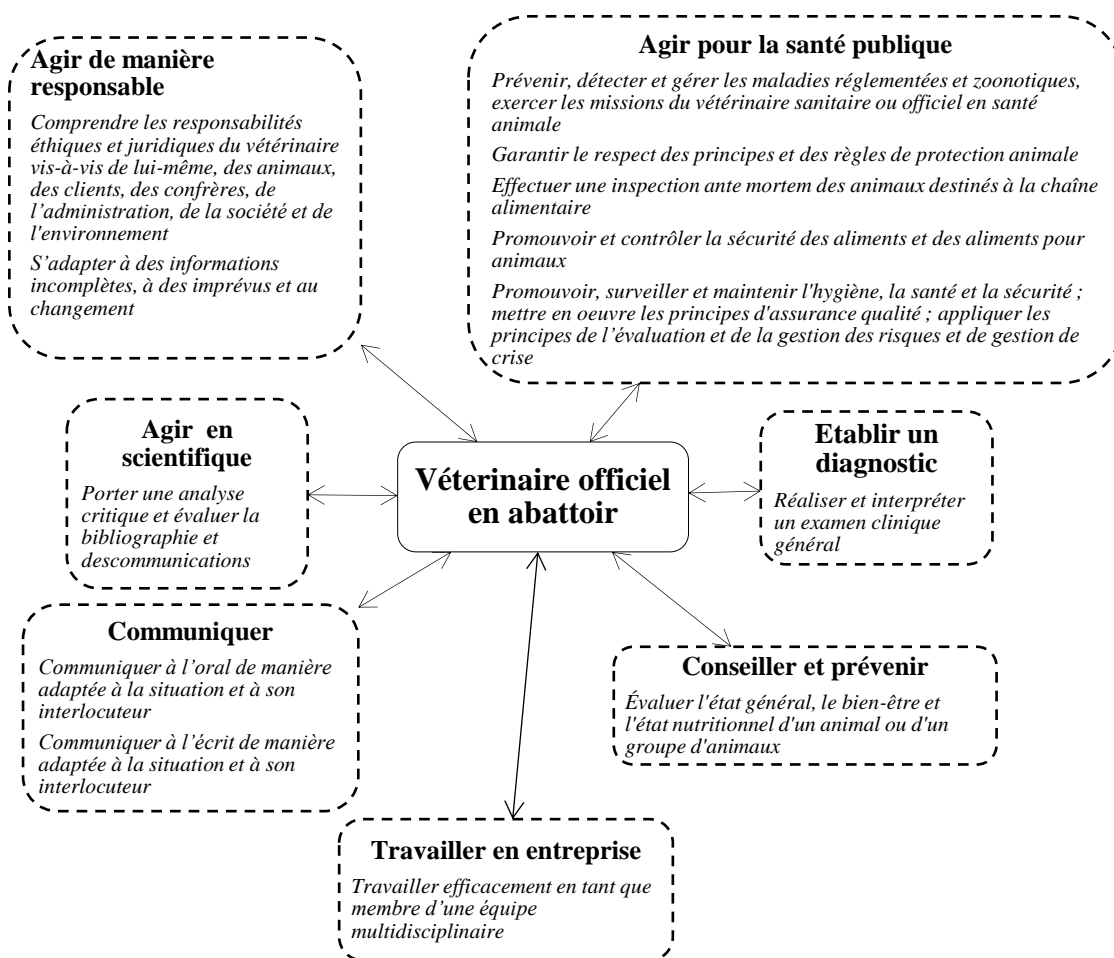 Agir de manière
responsable
Comprendre les responsabilités
éthiques et juridiques du vétérinaire
vis-à-vis de lui-même, des animaux,
des clients, des confrères, de
l’administration, de la société et de
l'environnement
S’adapter à des informations
incomplètes, à des imprévus et au
changement
Agir pour la santé publique
Prévenir, détecter et gérer les maladies réglementées et zoonotiques,
exercer les missions du vétérinaire sanitaire ou officiel en santé
animale
Garantir le respect des principes et des règles de protection animale
Effectuer une inspection ante mortem des animaux destinés à la chaîne
alimentaire
Promouvoir et contrôler la sécurité des aliments et des aliments pour
animaux
Promouvoir, surveiller et maintenir l'hygiène, la santé et la sécurité ;
mettre en oeuvre les principes d'assurance qualité ; appliquer les
principes de l’évaluation et de la gestion des risques et de gestion de
crise
Agir en
scientifique
Porter une analyse
critique et évaluer la
bibliographie et
descommunications
Véterinaire officiel
en abattoir
Etablir un
diagnostic
Réaliser et interpréter
un examen clinique
général
Communiquer
Communiquer à l’oral de manière
adaptée à la situation et à son
interlocuteur
Communiquer à l’écrit de manière
adaptée à la situation et à son
interlocuteur
Conseiller et prévenir
Évaluer l'état général, le bien-être et
l'état nutritionnel d'un animal ou d'un
groupe d'animaux
Travailler en entreprise
Travailler efficacement en tant que
membre d’une équipe
multidisciplinaire